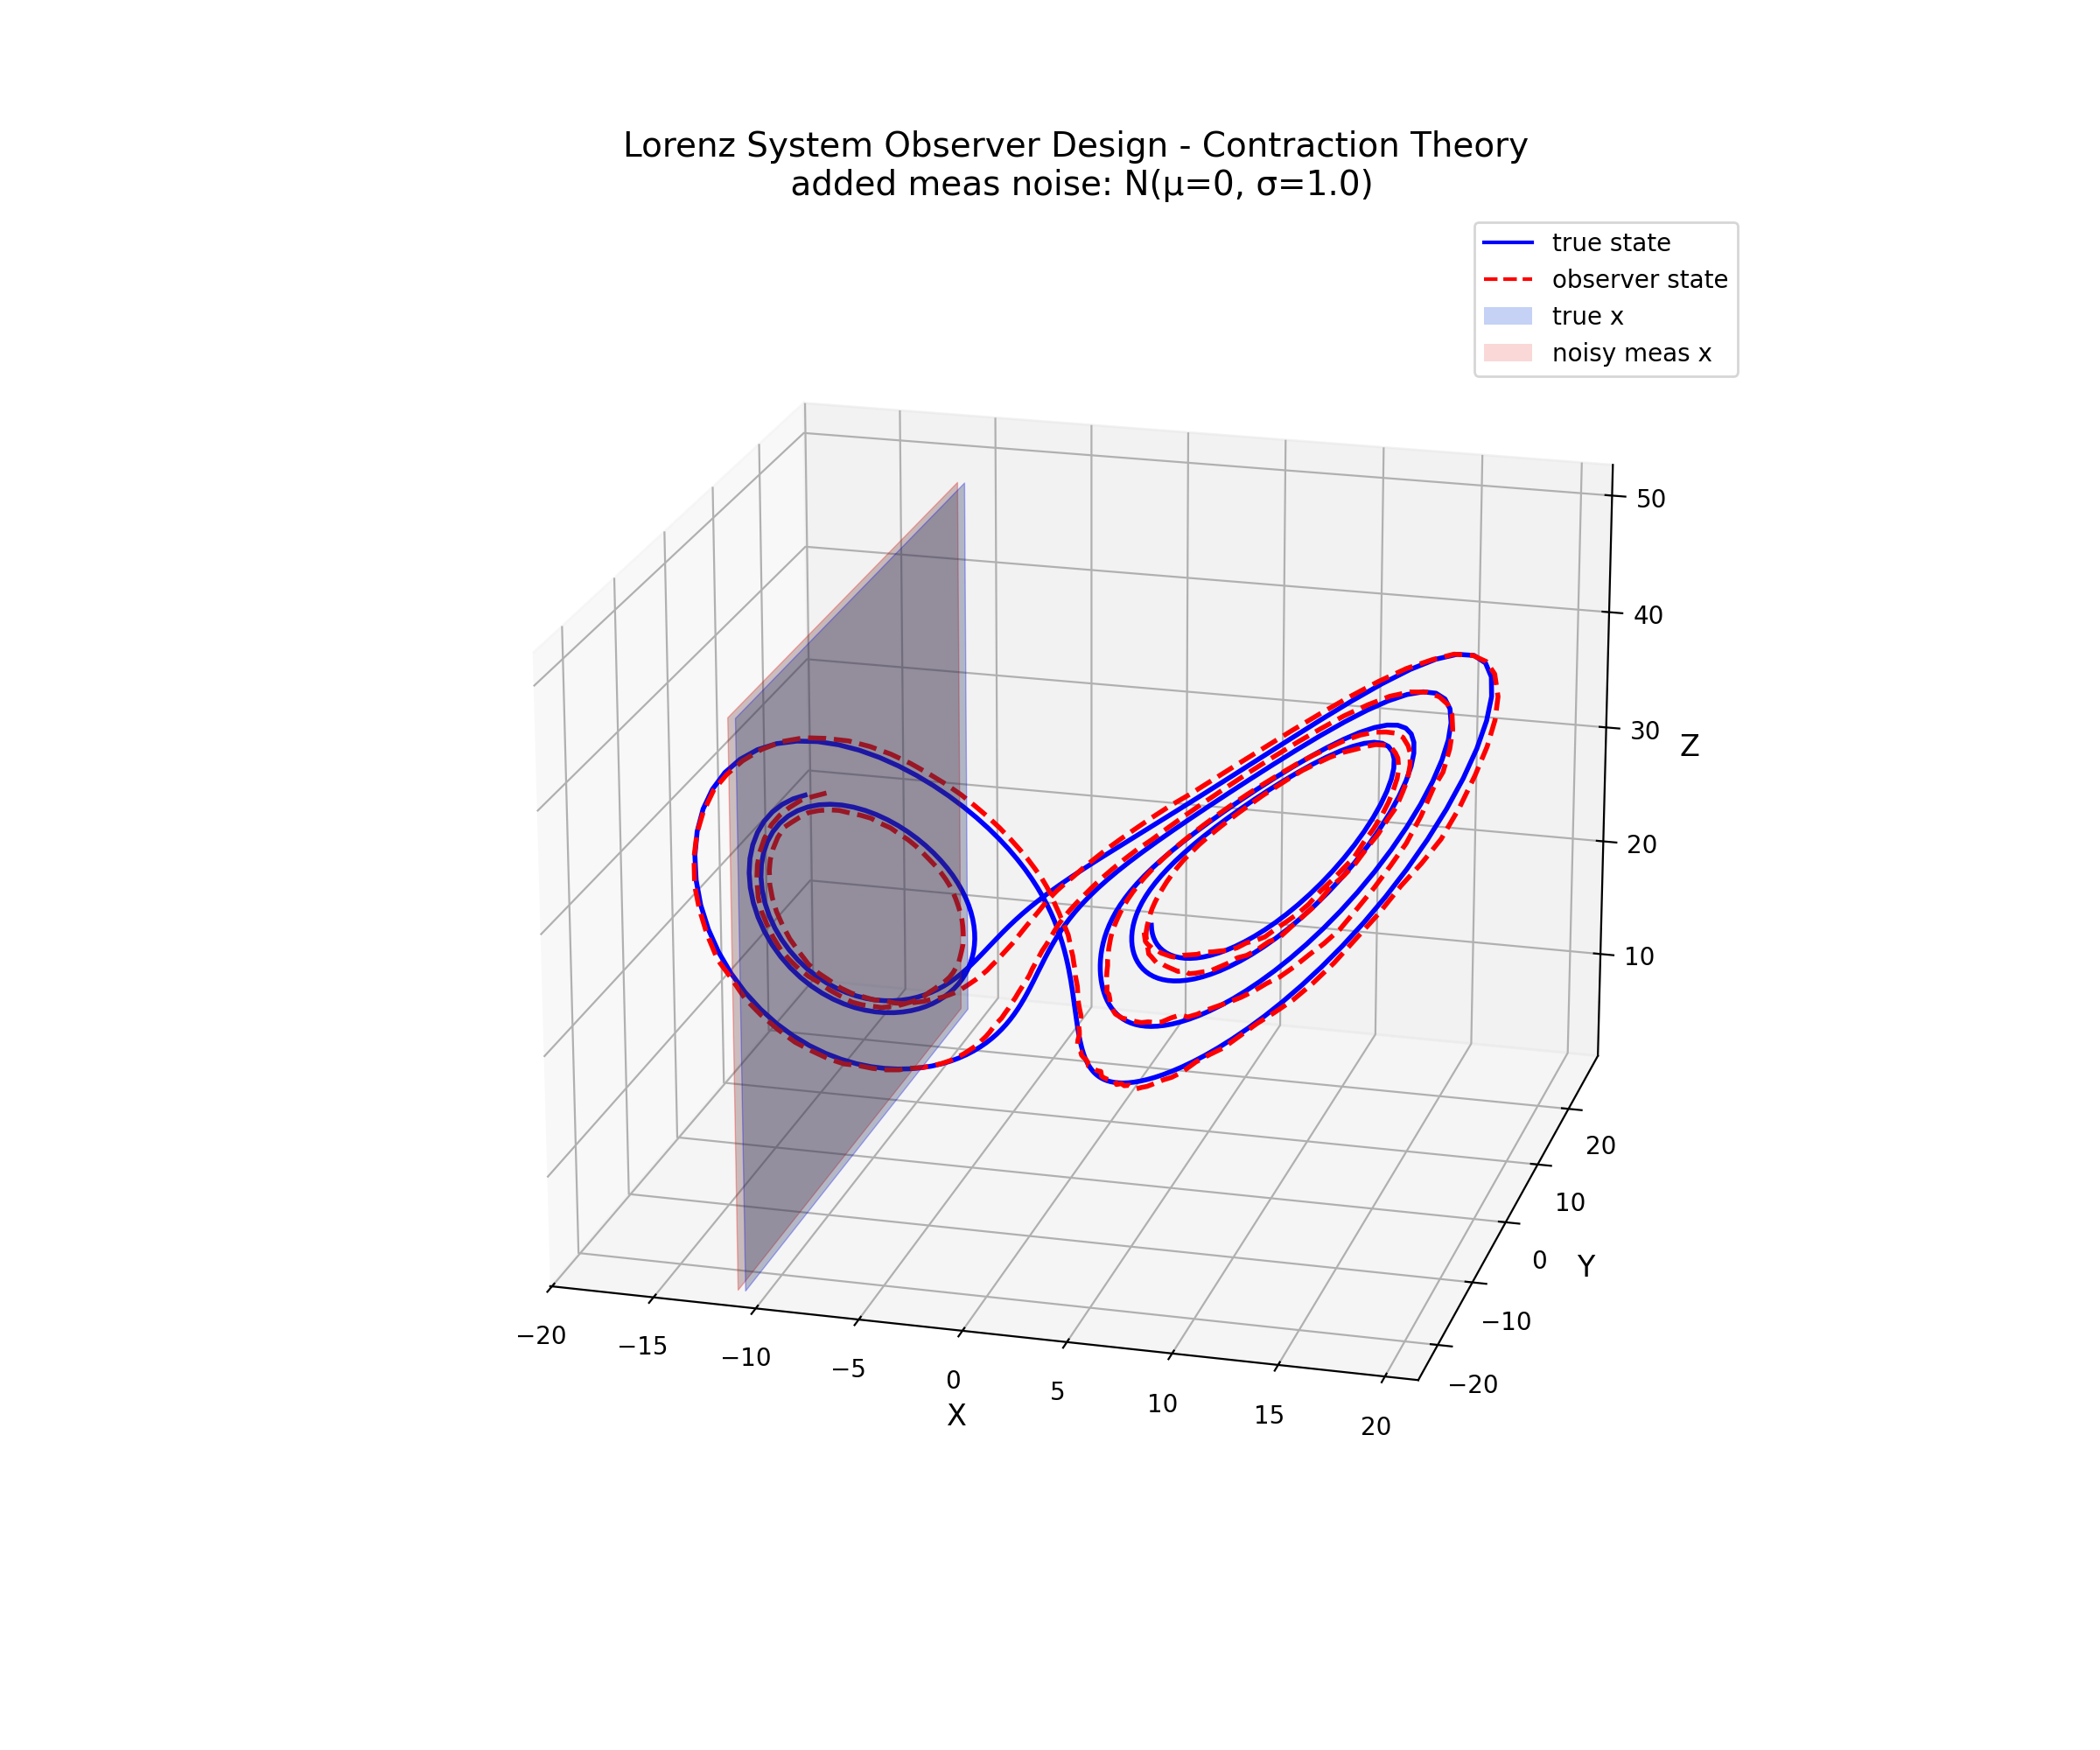 Lorenz System Observer Design - Contraction Theory
added meas noise: N(μ=0, σ=1.0)
true state
observer state
true x
noisy meas x
50
40
30
Z
20
10
20
10
0
Y
−10
−20
−20
−15
−10
−5
0
5
10
15
20
X